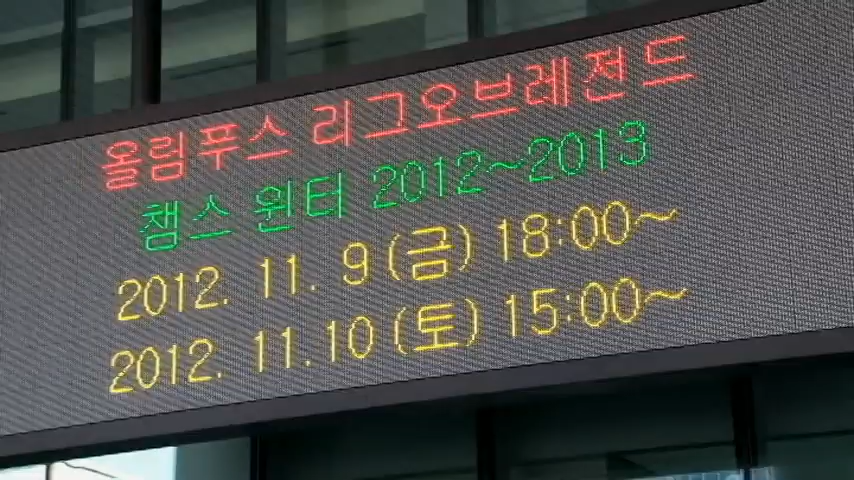 올림푸스 리그오브레전드
챔스 윈터 2012~2013
2012. 11. 9 (금) 18:00~
2012. 11.10 (토) 15:00~